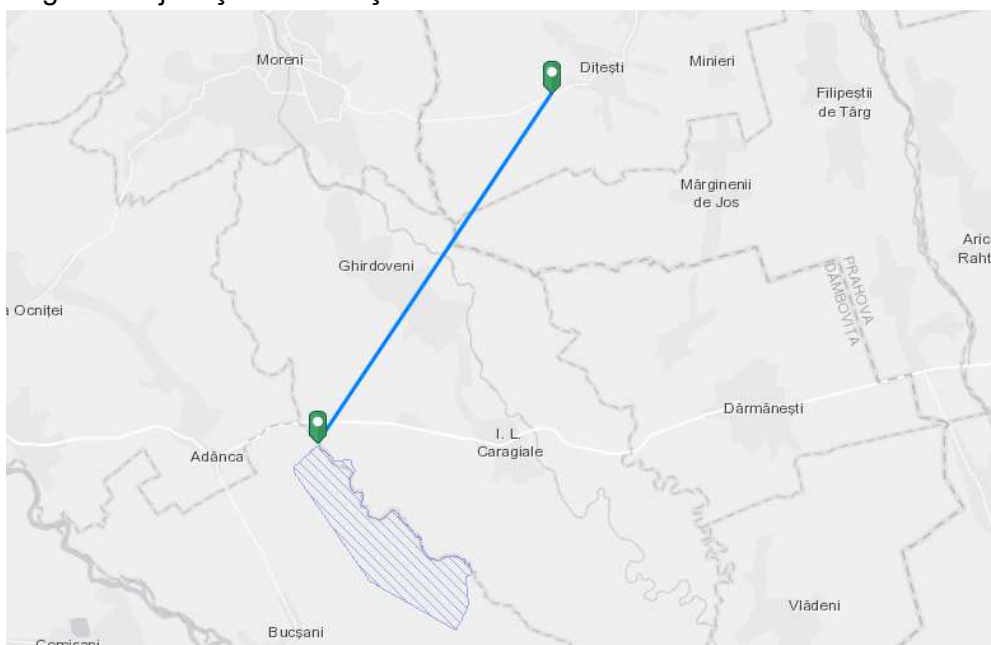 Moreni
Dițești
Minieri
Filipeștii
de Târg
Mărginenii
de Jos
Aric
Raht
Ghirdoveni
PRAHOVA
DÂMBOVIȚA
a Ocniței
Dărmănești
I. L.
Caragiale
Adânca
Vlădeni
Bucșani